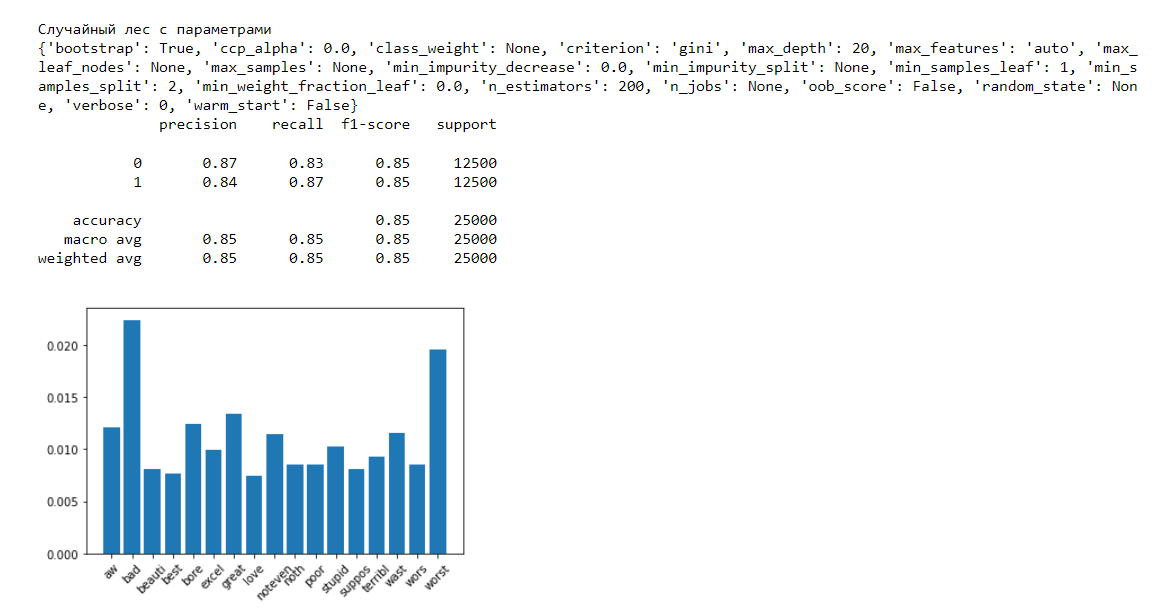 Случайный лес с параметрами
{'bootstrap': True, 'ccp_alpha': 0.0, 'class_weight': None, 'criterion': 'gini', 'max_depth': 20, 'max_features': 'auto', 'max_
leaf_nodes': None, 'max_samples': None, 'min_impurity_decrease': 0.0, 'min_impurity_split': None, 'min_samples_leaf': 1, 'min_s
amples_split': 2, 'min_weight_fraction_leaf': 0.0, 'n_estimators': 200, 'n_jobs': None, 'oob_score': False, 'random_state': Non
e, 'verbose': 0, 'warm_start': False}
precision recall f1-score support
0 0.87 0.83 0.85 12500
1 0.84 0.87 0.85 12500
accuracy 0.85 25000
macro avg 0.85 0.85 0.85 25000
weighted avg 0.85 0.85 0.85 25000
0.020
0.015
0.010
0.005
0.000
aw bad beauti best bore excel great love noteven noth poor stupid suppos terribl wast wors worst